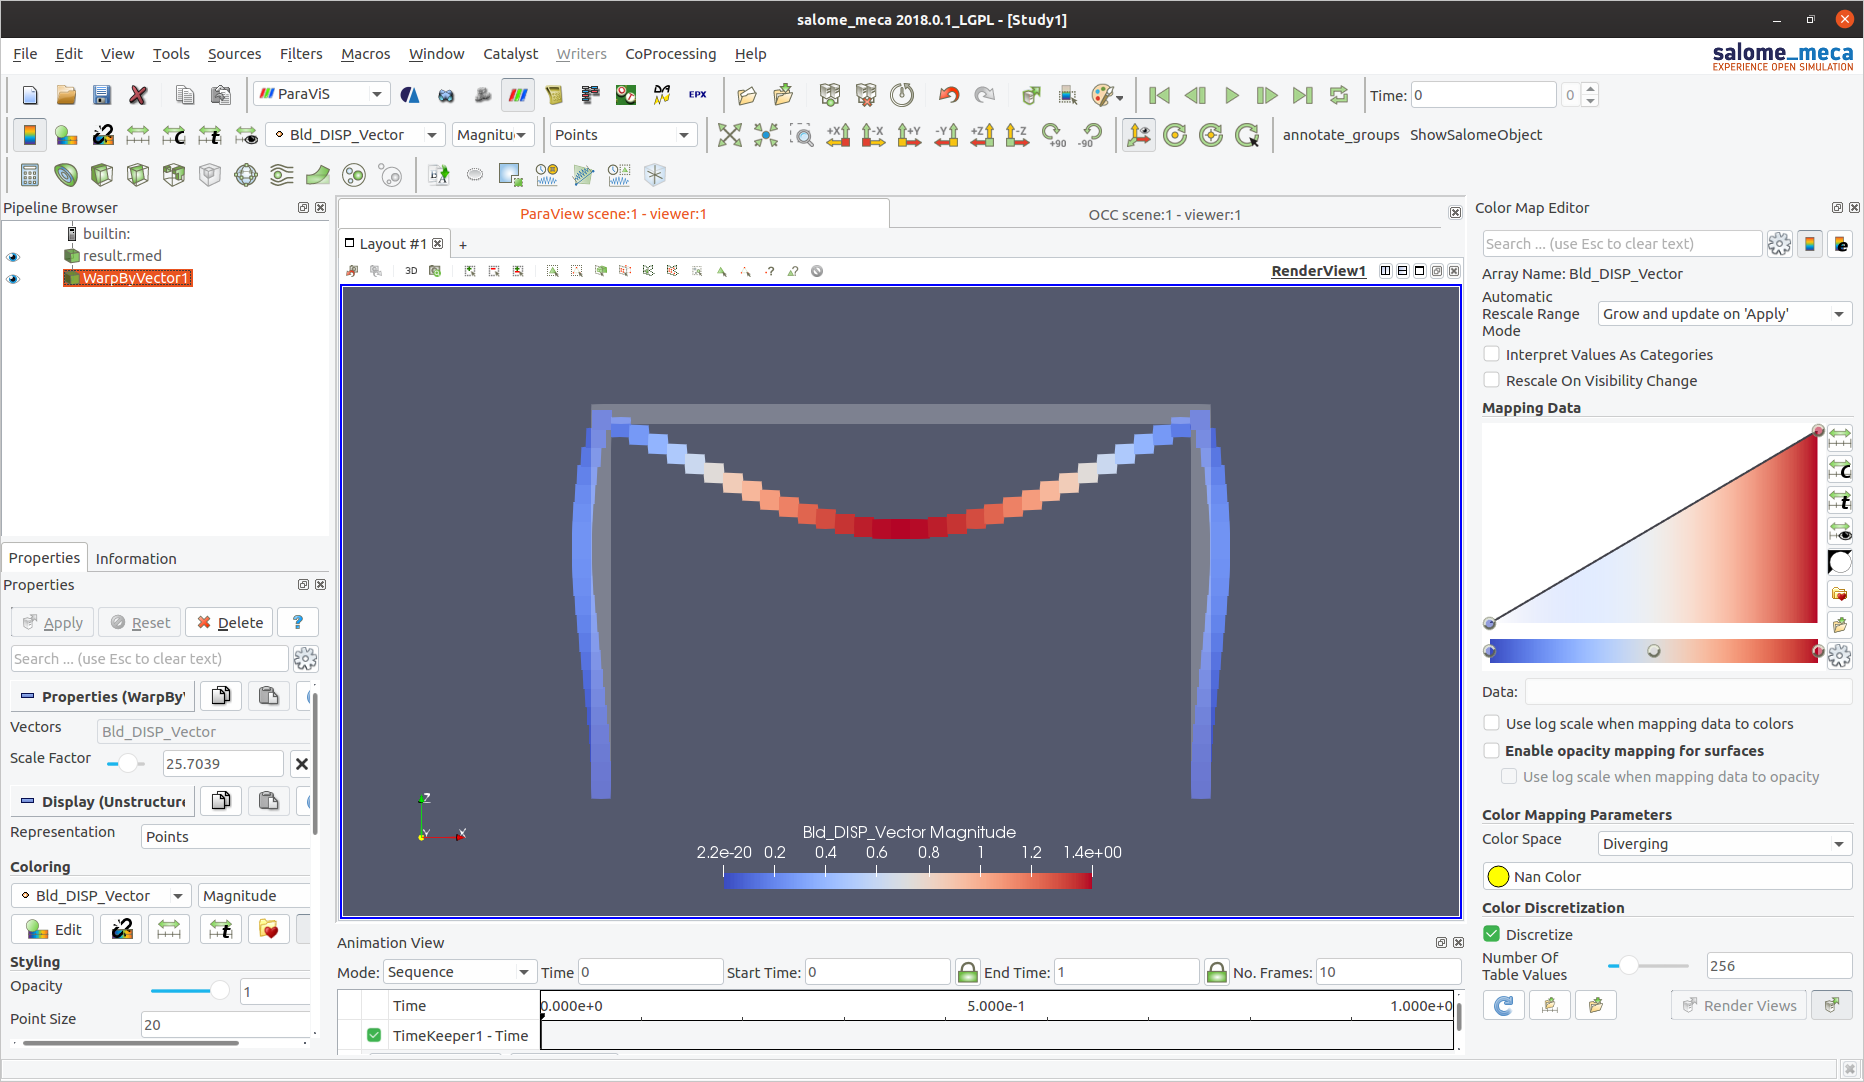 salome_meca 2018.0.1_LGPL - [Study1]
File Edit View Tools Sources Filters Macros Window Catalyst Writers CoProcessing Help
salome_meca
EXPERIENCE OPEN SIMULATION
ParaViS
EPX
Time: 0
0
Bld_DISP_Vector
Magnitu
Points
+X -X +Y -Y +Z -Z +90 -90
annotate_groups ShowSalomeObject
Pipeline Browser
builtin:
result.rmed
WarpByVector1
ParaView scene:1 - viewer:1
OCC scene:1 - viewer:1
Layout #1
+
3D
RenderView1
Bld_DISP_Vector Magnitude
2.2e-20 0.2 0.4 0.6 0.8 1 1.2 1.4e+00
Z
Y
X
Properties Information
Properties
Apply Reset Delete ?
Search ... (use Esc to clear text)
Properties (WarpBy
Vectors Bld_DISP_Vector
Scale Factor 25.7039
Display (Unstructure
Representation Points
Coloring
Bld_DISP_Vector Magnitude
Edit
Styling
Opacity 1
Point Size 20
Animation View
Mode: Sequence Time 0 Start Time: 0 End Time: 1 No. Frames: 10
Time 0.000e+0 5.000e-1 1.000e+0
TimeKeeper1 - Time
Color Map Editor
Search ... (use Esc to clear text)
Array Name: Bld_DISP_Vector
Automatic
Rescale Range
Mode
Grow and update on 'Apply'
Interpret Values As Categories
Rescale On Visibility Change
Mapping Data
Data:
Use log scale when mapping data to colors
Enable opacity mapping for surfaces
Use log scale when mapping data to opacity
Color Mapping Parameters
Color Space Diverging
Nan Color
Color Discretization
Discretize
Number Of
Table Values
256
Render Views